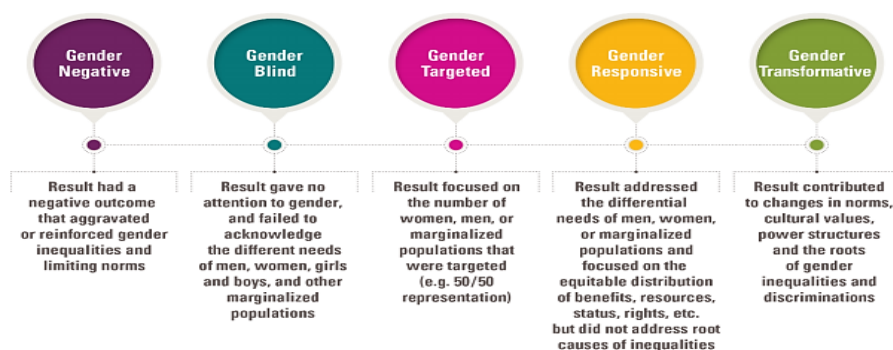 Gender
Negative
Gender
Blind
Gender
Targeted
Gender
Responsive
Gender
Transformative
Result had a
negative outcome
that aggravated
or reinforced gender
inequalities and
limiting norms
Result gave no
attention to gender,
and failed to
acknowledge
the different needs
of men, women, girls
and boys, and other
marginalized
populations
Result focused on
the number of
women, men, or
marginalized
populations that
were targeted
(e.g. 50/50
representation)
Result addressed
the differential
needs of men, women,
or marginalized
populations and
focused on the
equitable distribution
of benefits, resources,
status, rights, etc.
but did not address root
causes of inequalities
Result contributed
to changes in norms,
cultural values,
power structures
and the roots
of gender
inequalities and
discriminations